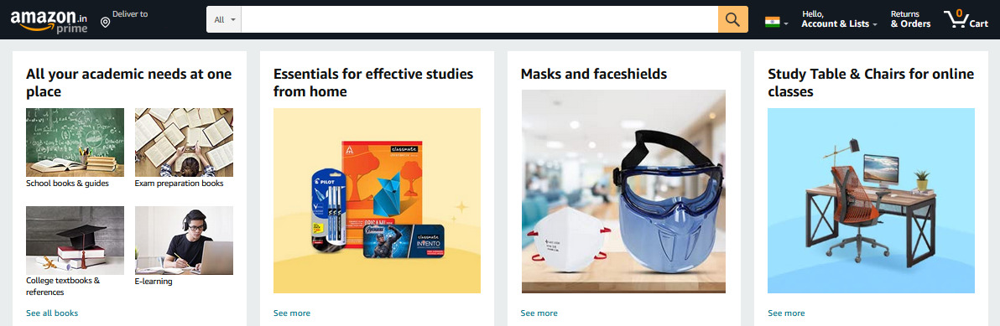 amazon.in
prime
Deliver to
All
Hello,
Account & Lists
Returns
& Orders
0
Cart
All your academic needs at one
place
School books & guides
Exam preparation books
College textbooks &
references
E-learning
See all books
Essentials for effective studies
from home
classmate
PILOT
ORIGAMI
classmate
INVENTO
See more
Masks and faceshields
See more
Study Table & Chairs for online
classes
See more